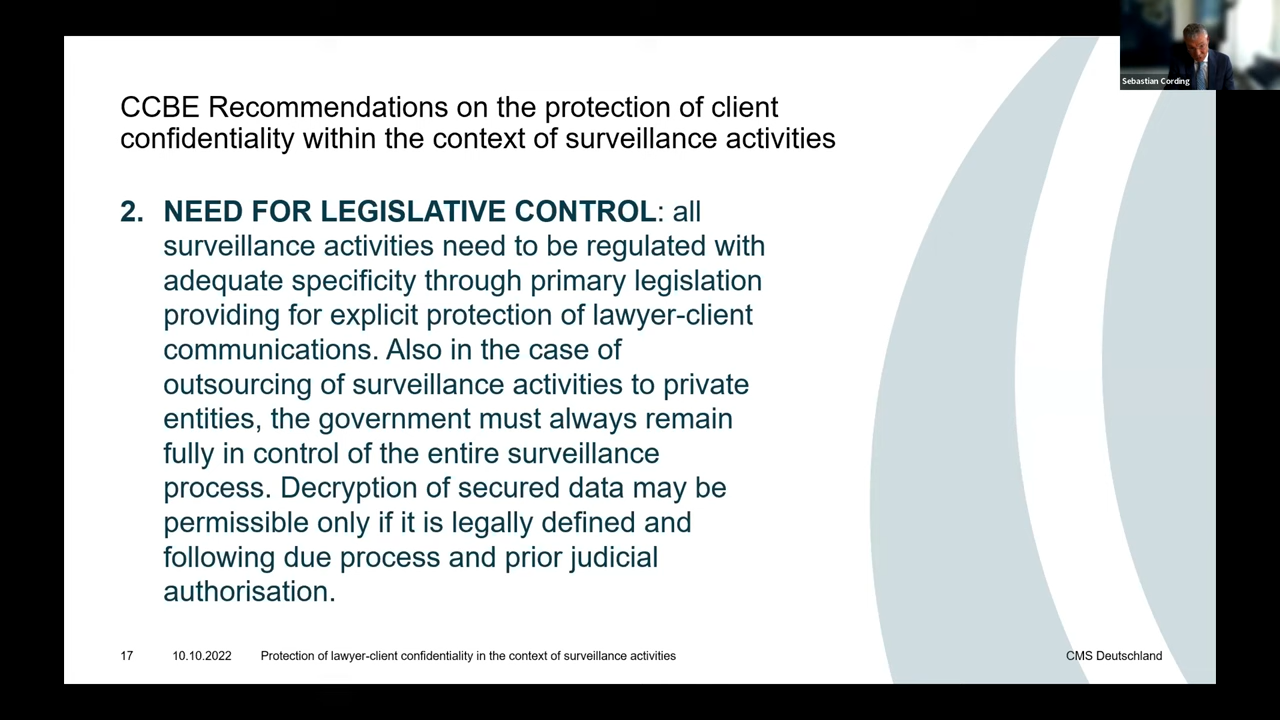 Sebastian Cording
CCBE Recommendations on the protection of client
confidentiality within the context of surveillance activities
2. NEED FOR LEGISLATIVE CONTROL: all
surveillance activities need to be regulated with
adequate specificity through primary legislation
providing for explicit protection of lawyer-client
communications. Also in the case of
outsourcing of surveillance activities to private
entities, the government must always remain
fully in control of the entire surveillance
process. Decryption of secured data may be
permissible only if it is legally defined and
following due process and prior judicial
authorisation.
17 10.10.2022 Protection of lawyer-client confidentiality in the context of surveillance activities CMS Deutschland